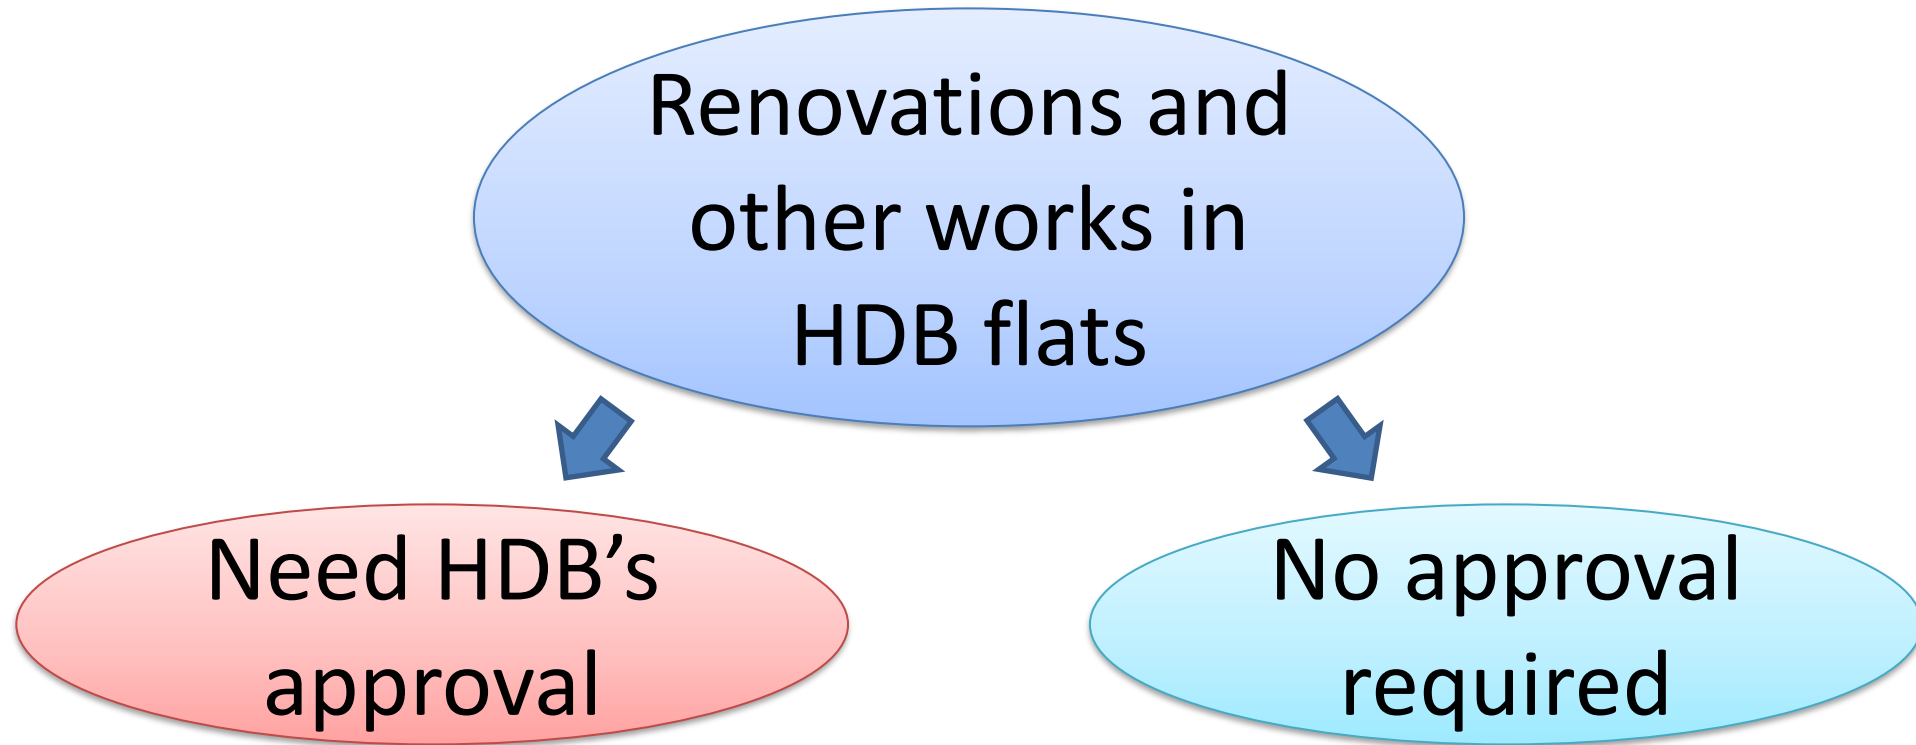 Renovations and
other works in
HDB flats
Need HDB’s
approval
No approval
required